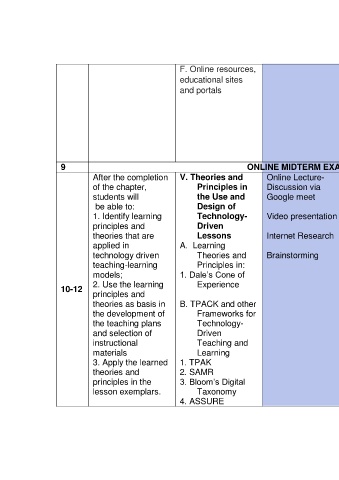 F. Online resources,
educational sites
and portals
9
ONLINE MIDTERM EXA
10-12
After the completion
of the chapter,
students will
be able to:
1. Identify learning
principles and
theories that are
applied in
technology driven
teaching-learning
models;
2. Use the learning
principles and
theories as basis in
the development of
the teaching plans
and selection of
instructional
materials
3. Apply the learned
theories and
principles in the
lesson exemplars.
V. Theories and
Principles in
the Use and
Design of
Technology-
Driven
Lessons
A. Learning
Theories and
Principles in:
1. Dale's Cone of
Experience
B. TPACK and other
Frameworks for
Technology-
Driven
Teaching and
Learning
1. TPAK
2. SAMR
3. Bloom's Digital
Taxonomy
4. ASSURE
Online Lecture-
Discussion via
Google meet
Video presentation
Internet Research
Brainstorming